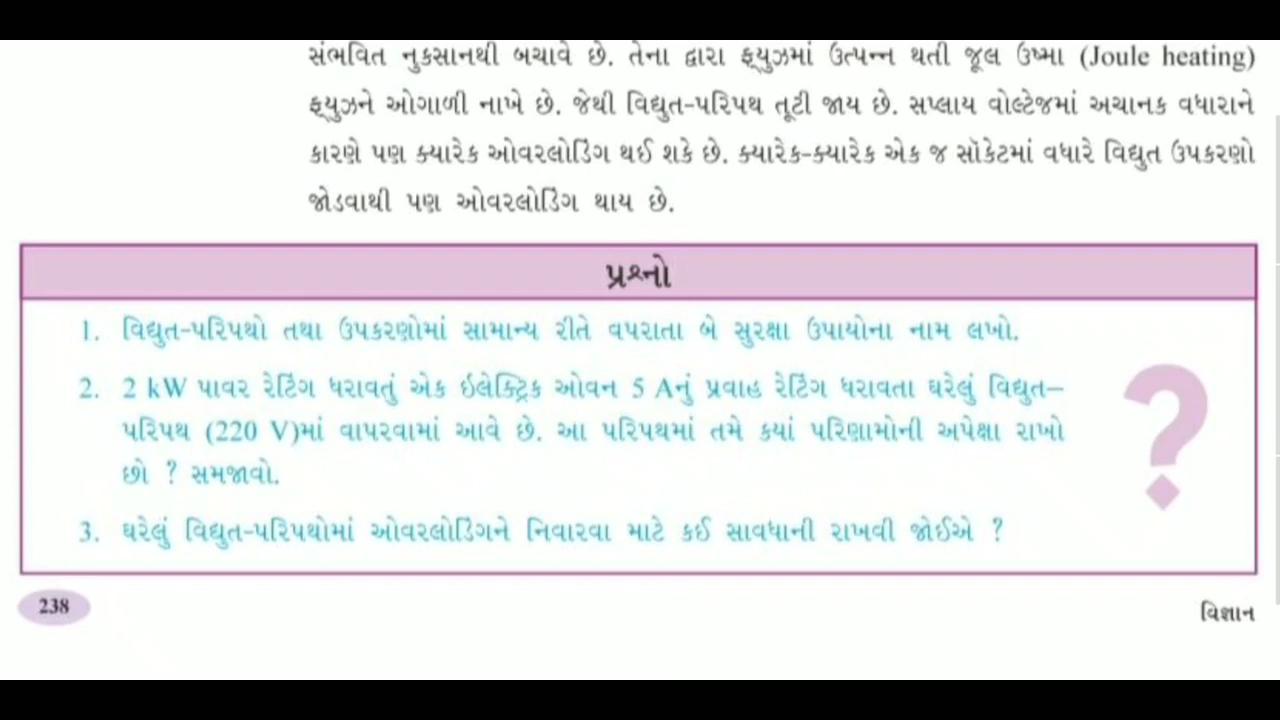 સંભવિત નુકસાનથી બચાવે છે. તેના દ્વારા ફ્યુઝમાં ઉત્પન્ન થતી જૂલ ઉષ્મા (Joule heating)
ફ્યુઝને ઓગાળી નાખે છે. જેથી વિદ્યુત-પરિપથ તૂટી જાય છે. સપ્લાય વોલ્ટેજમાં અચાનક વધારાને
કારણે પણ ક્યારેક ઓવરલોડિંગ થઈ શકે છે. ક્યારેક-ક્યારેક એક જ સૉકેટમાં વધારે વિદ્યુત ઉપકરણો
જોડવાથી પણ ઓવરલોડિંગ થાય છે.
પ્રશ્નો
1. વિદ્યુત-પરિપથો તથા ઉપકરણોમાં સામાન્ય રીતે વપરાતા બે સુરક્ષા ઉપાયોના નામ લખો.
2. 2 kW પાવર રેટિંગ ધરાવતું એક ઇલેક્ટ્રિક ઓવન 5 Aનું પ્રવાહ રેટિંગ ધરાવતા ઘરેલું વિદ્યુત–
પરિપથ (220 V)માં વાપરવામાં આવે છે. આ પરિપથમાં તમે કયાં પરિણામોની અપેક્ષા રાખો
છો ? સમજાવો.
3. ઘરેલું વિદ્યુત-પરિપથોમાં ઓવરલોડિંગને નિવારવા માટે કઈ સાવધાની રાખવી જોઈએ ?
?
238
વિજ્ઞાન